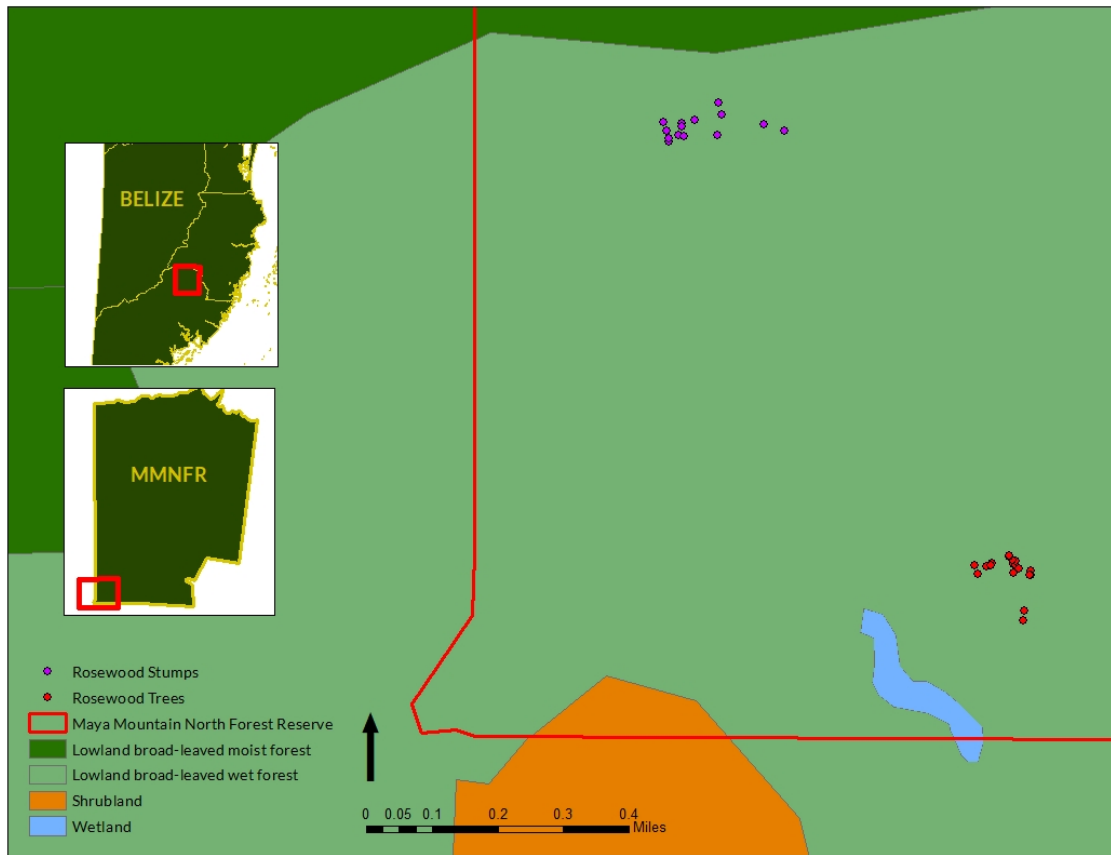 BELIZE
MMNFR
Rosewood Stumps
Rosewood Trees
Maya Mountain North Forest Reserve
Lowland broad-leaved moist forest
Lowland broad-leaved wet forest
Shrubland
Wetland
0 0.05 0.1 0.2 0.3 0.4
Miles